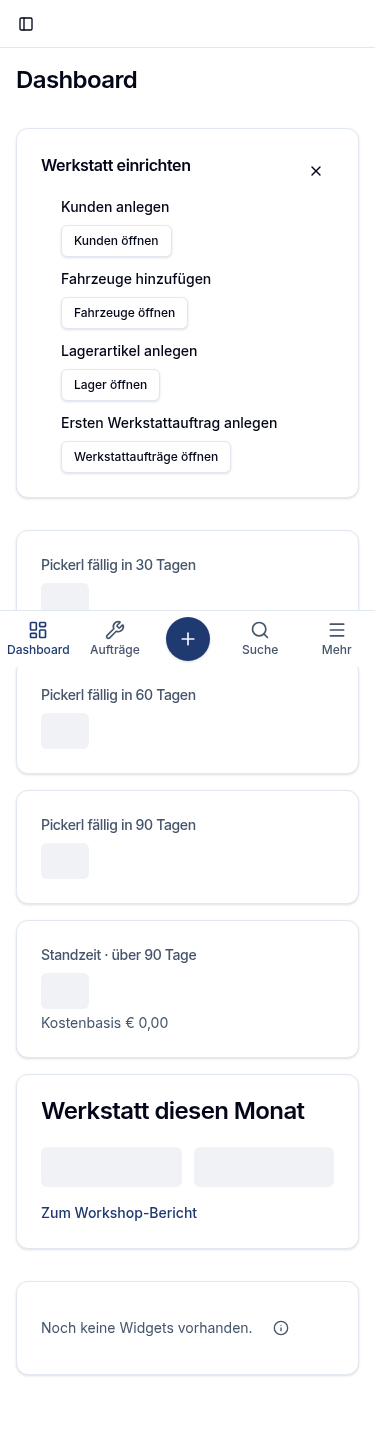 Dashboard
Werkstatt einrichten
Kunden anlegen
Kunden öffnen
Fahrzeuge hinzufügen
Fahrzeuge öffnen
Lagerartikel anlegen
Lager öffnen
Ersten Werkstattauftrag anlegen
Werkstattaufträge öffnen
Pickerl fällig in 30 Tagen
Dashboard
Aufträge
Suche
Mehr
Pickerl fällig in 60 Tagen
Pickerl fällig in 90 Tagen
Standzeit · über 90 Tage
Kostenbasis € 0,00
Werkstatt diesen Monat
Zum Workshop-Bericht
Noch keine Widgets vorhanden.